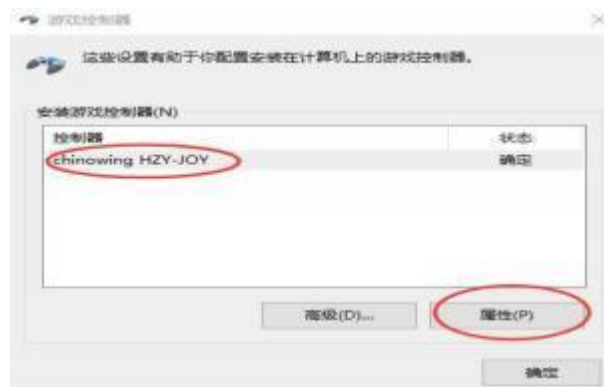 游戏控制器
这些设置有助于你配置安装在计算机上的游戏控制器。
安装游戏控制器(N)
控制器 状态
chinowing HZY-JOY 确定
高级(D)... 属性(P)
确定